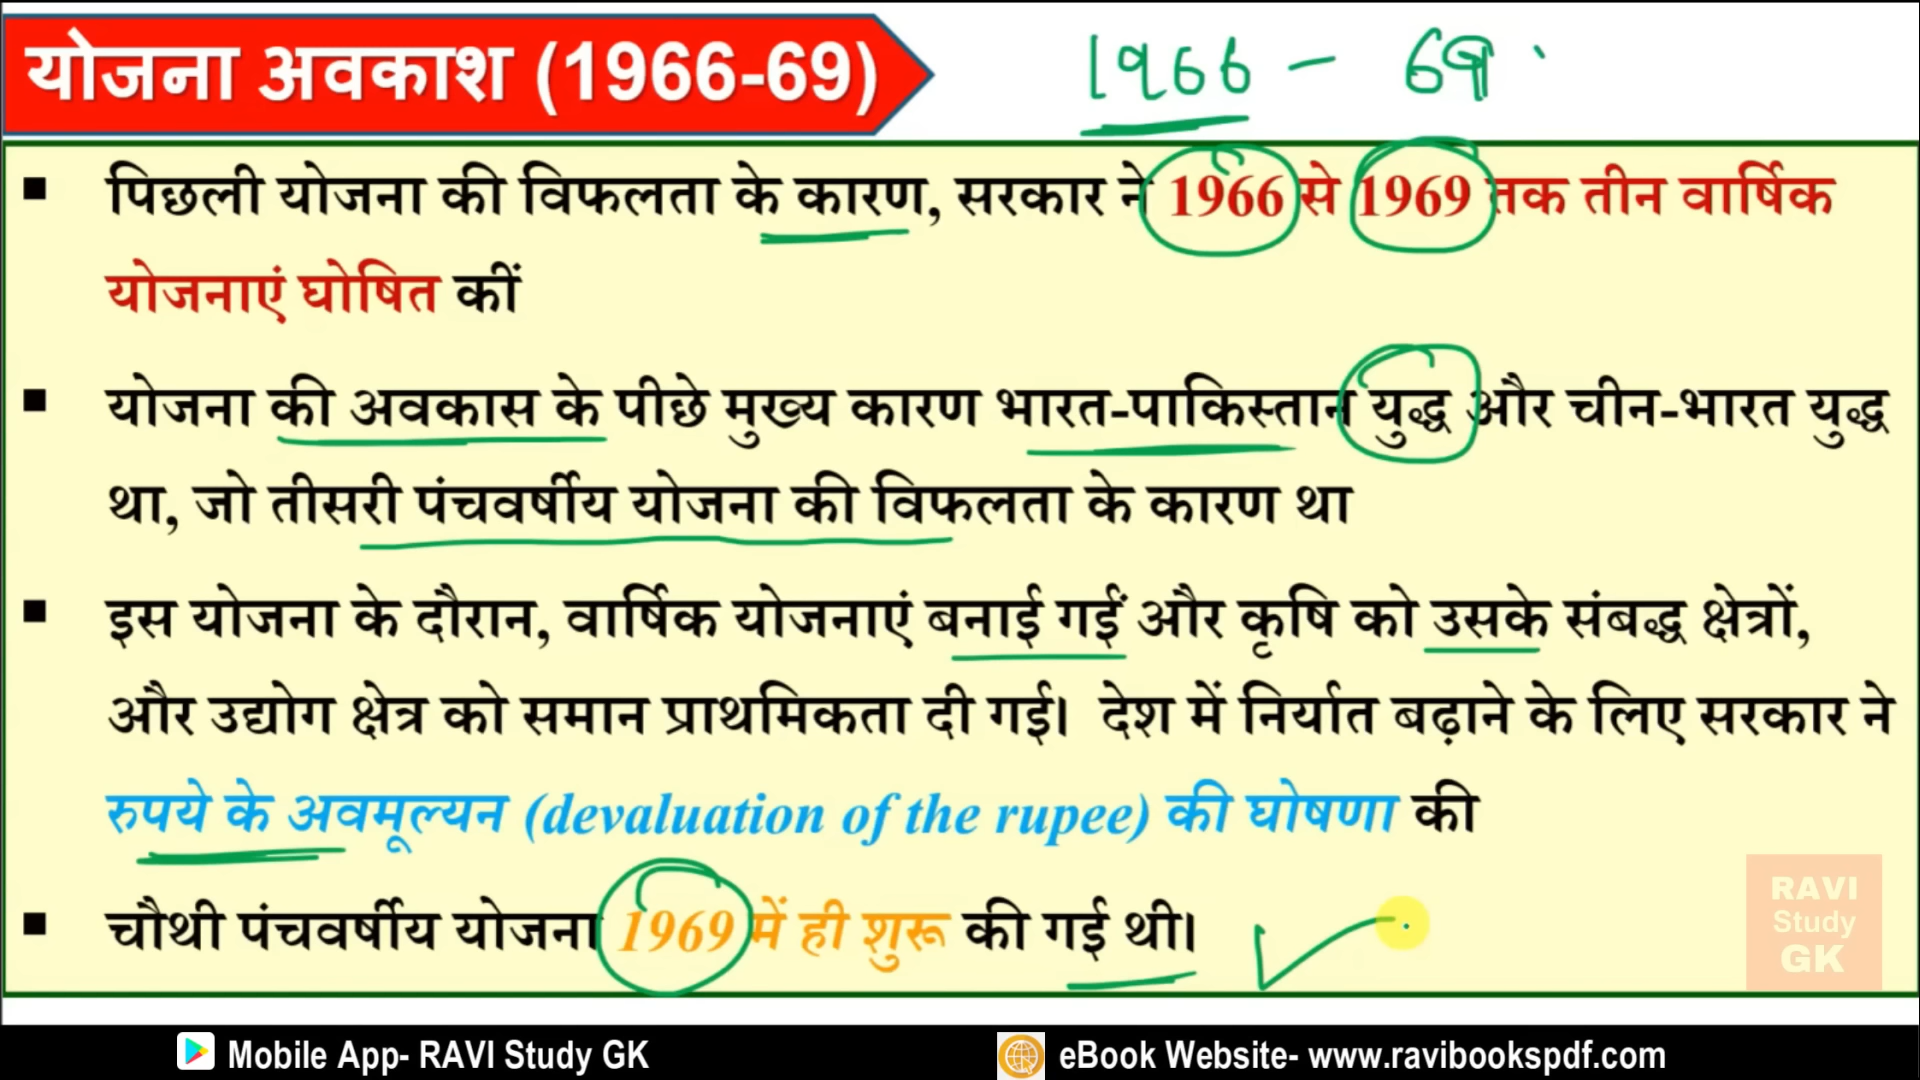 योजना अवकाश (1966-69)
1966 - 69
▪ पिछली योजना की विफलता के कारण, सरकार ने 1966 से 1969 तक तीन वार्षिक
योजनाएं घोषित कीं
▪ योजना की अवकास के पीछे मुख्य कारण भारत-पाकिस्तान युद्ध और चीन-भारत युद्ध
था, जो तीसरी पंचवर्षीय योजना की विफलता के कारण था
▪ इस योजना के दौरान, वार्षिक योजनाएं बनाई गईं और कृषि को उसके संबद्ध क्षेत्रों,
और उद्योग क्षेत्र को समान प्राथमिकता दी गई। देश में निर्यात बढ़ाने के लिए सरकार ने
रुपये के अवमूल्यन (devaluation of the rupee) की घोषणा की
▪ चौथी पंचवर्षीय योजना 1969 में ही शुरू की गई थी।
RAVI
Study
GK
Mobile App- RAVI Study GK
eBook Website- www.ravibookspdf.com